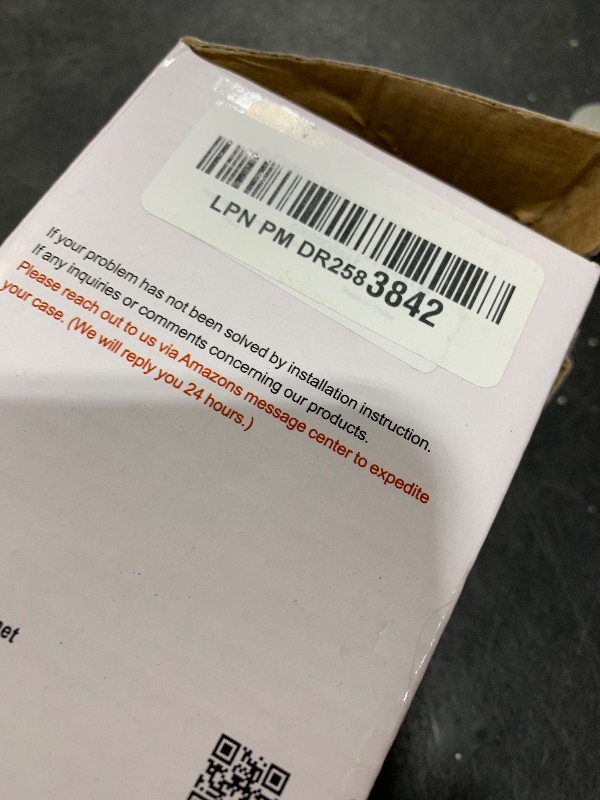 LPN PM DR2583842
If your problem has not been solved by installation instruction.
If any inquiries or comments concerning our products.
Please reach out to us via Amazons message center to expedite
your case. (We will reply you 24 hours.)